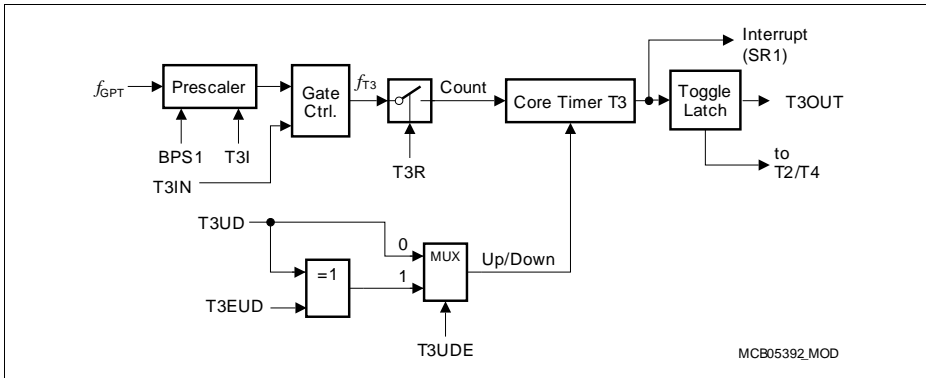 Interrupt
(SR1)
fGPT
Prescaler
Gate
Ctrl.
fT3
Count
Core Timer T3
Toggle
Latch
T3OUT
BPS1
T3I
T3R
to
T2/T4
T3IN
T3UD
0
MUX
Up/Down
=1
1
T3EUD
T3UDE
MCB05392_MOD